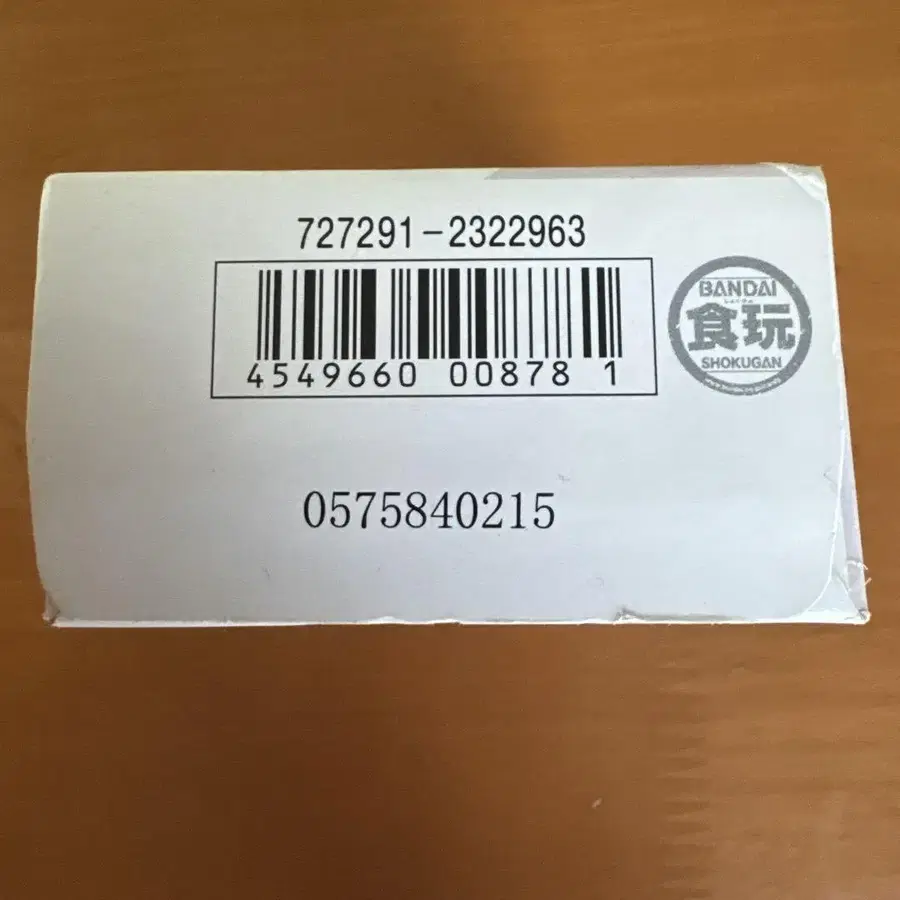 727291-2322963
4549660 00878 1
BANDAI
食玩
SHOKUGAN
0575840215